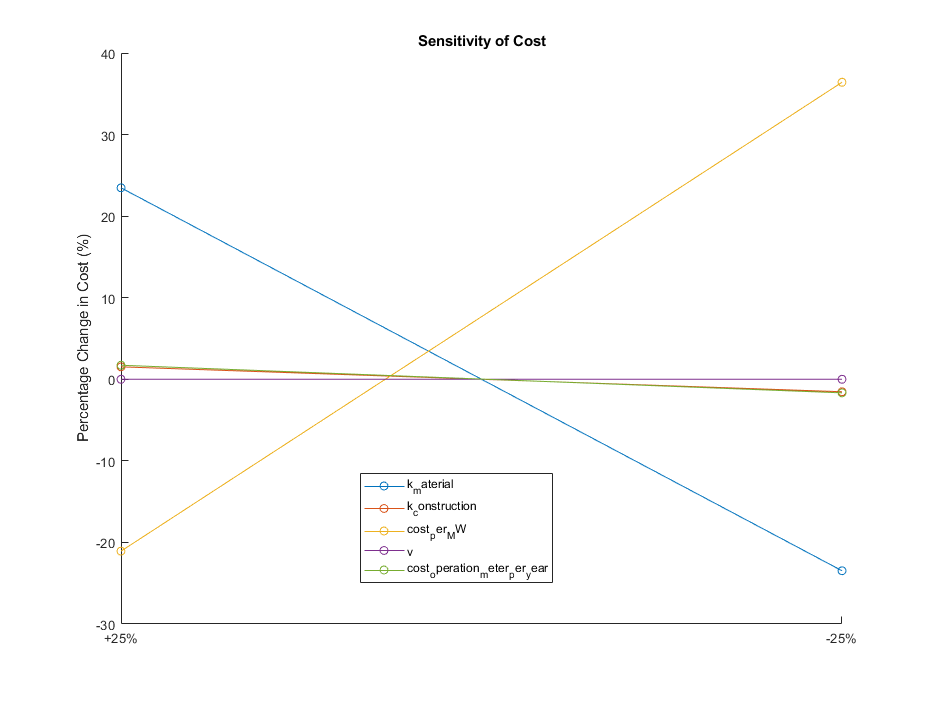 Sensitivity of Cost
Percentage Change in Cost (%)
40
30
20
10
0
-10
-20
-30
+25%
-25%
k_material
k_construction
cost_per_MW
v
cost_operation_meter_per_year